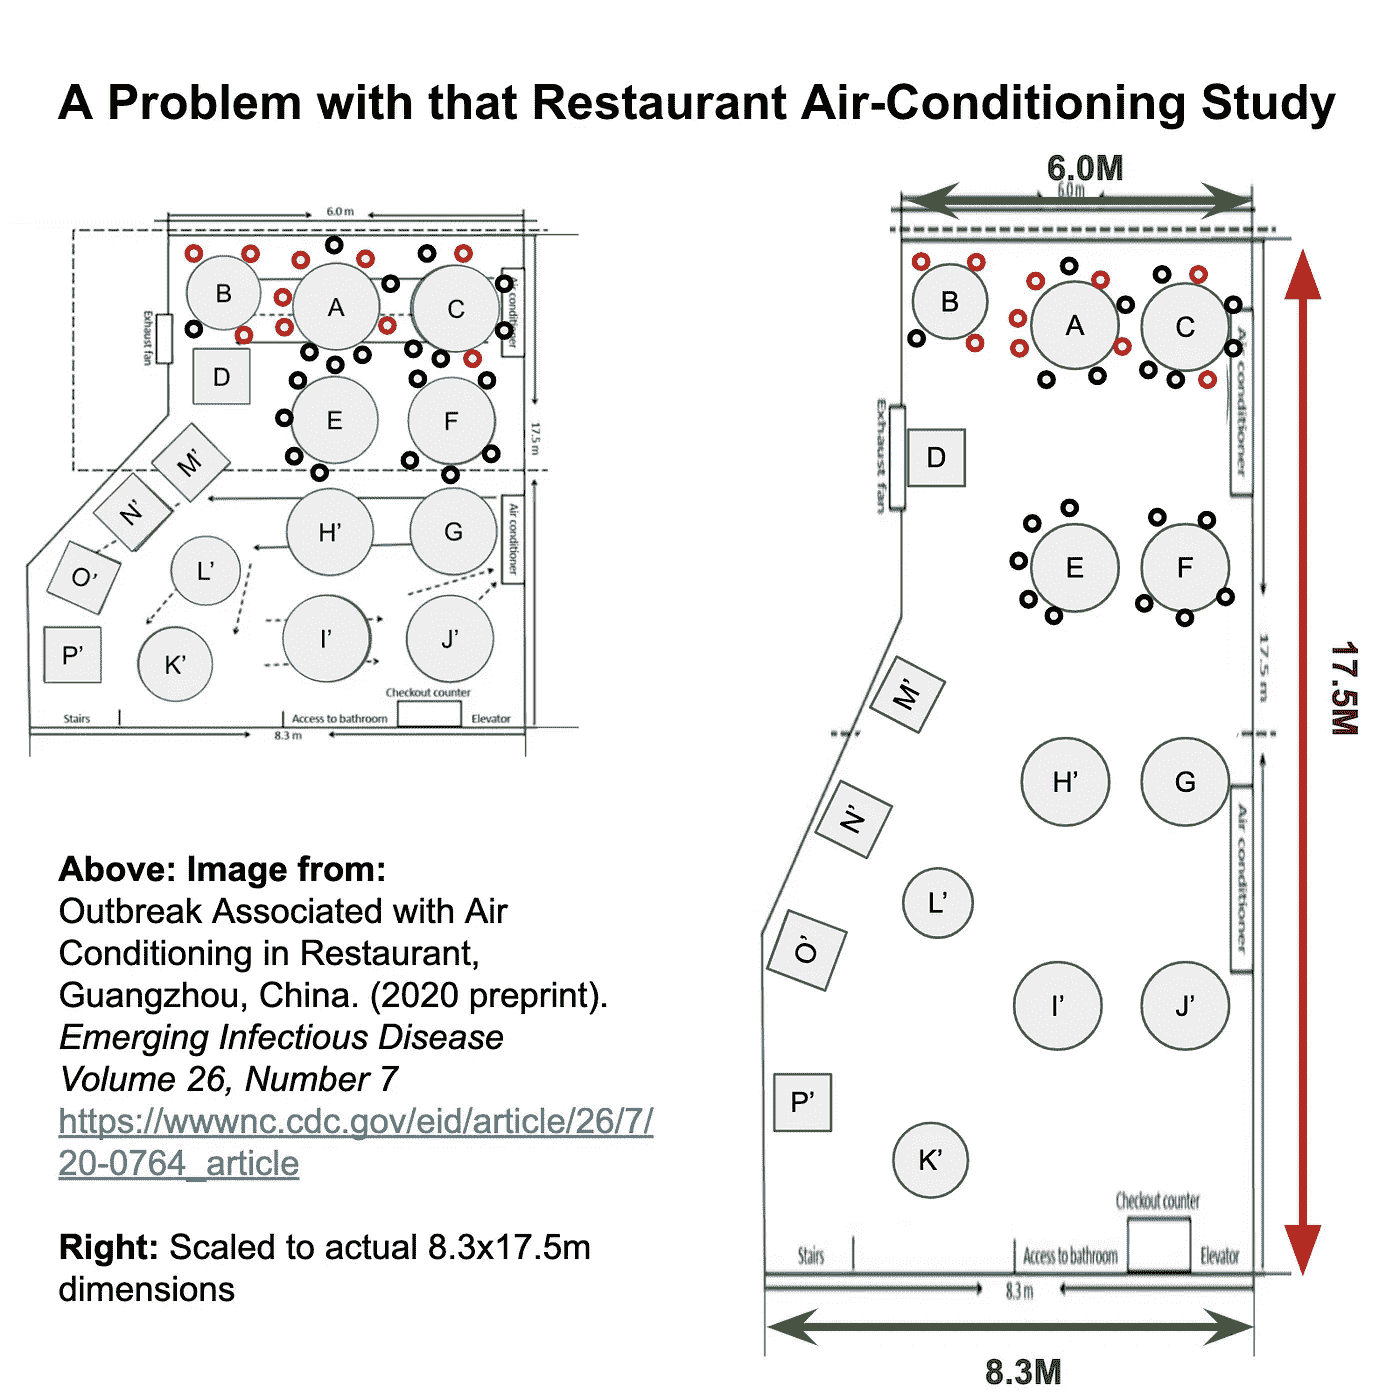 A Problem with that Restaurant Air-Conditioning Study
6.0 m
B
A
C
Air conditioner
Exhaust fan
D
E
F
17.5 m
M'
N'
H'
G
Air conditioner
O'
L'
P'
K'
I'
J'
Checkout counter
Stairs
Access to bathroom
Elevator
8.3 m
Above: Image from:
Outbreak Associated with Air
Conditioning in Restaurant,
Guangzhou, China. (2020 preprint).
Emerging Infectious Disease
Volume 26, Number 7
https://wwwnc.cdc.gov/eid/article/26/7/
20-0764_article
Right: Scaled to actual 8.3x17.5m
dimensions
6.0M
6.0 m
B
A
C
Air conditioner
Exhaust fan
D
E
F
17.5 m
17.5M
M'
H'
G
N'
Air conditioner
L'
O'
I'
J'
P'
K'
Checkout counter
Stairs
Access to bathroom
Elevator
8.3 m
8.3M